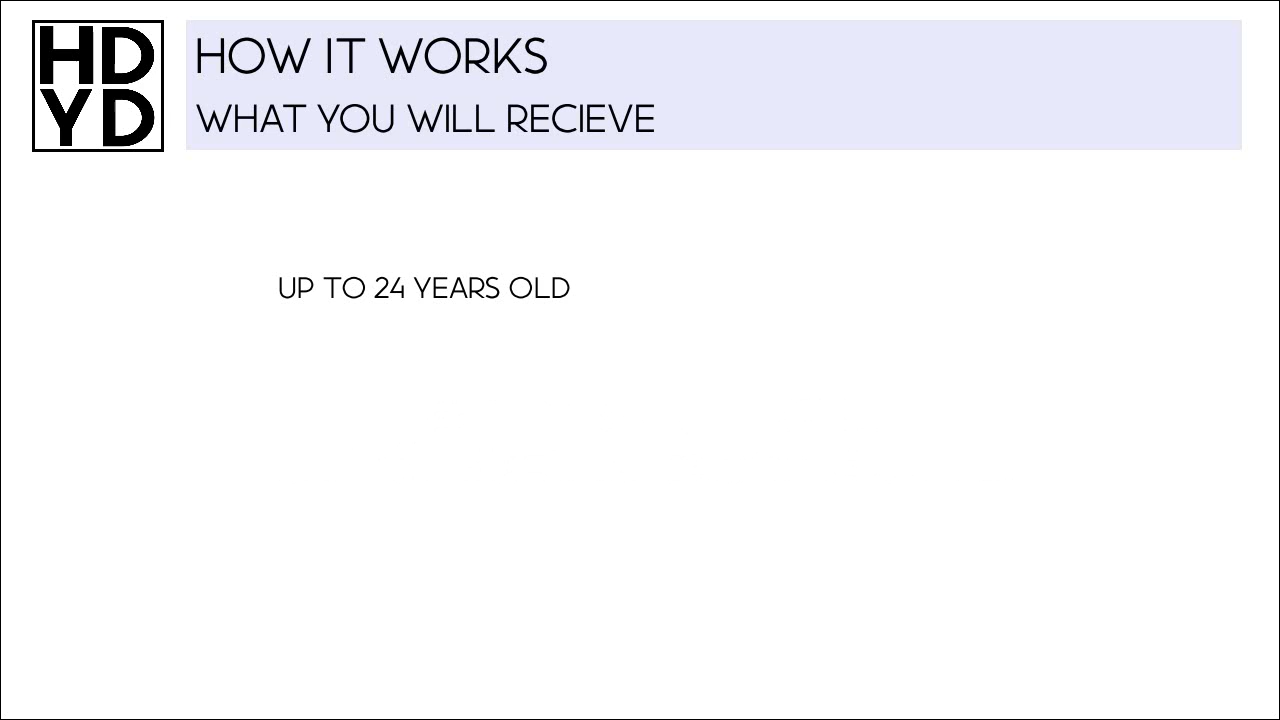 HD
YD
HOW IT WORKS
WHAT YOU WILL RECIEVE
UP TO 24 YEARS OLD